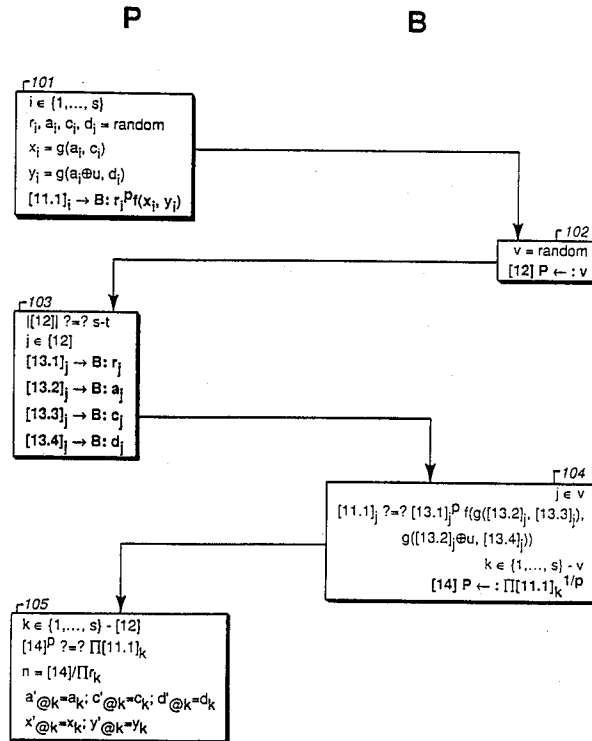 P B
101
i ∈ {1,..., s}
r_i, a_i, c_i, d_i = random
x_i = g(a_i, c_i)
y_i = g(a_i⊕u, d_i)
[11.1]_i → B: r_i^p f(x_i, y_i)
102
v = random
[12] P ← : v
103
|[12]| ?=? s-t
j ∈ {12]
[13.1]_j → B: r_j
[13.2]_j → B: a_j
[13.3]_j → B: c_j
[13.4]_j → B: d_j
104
j ∈ v
[11.1]_j ?=? [13.1]_j^p f(g([13.2]_j, [13.3]_j),
g([13.2]_j⊕u, [13.4]_j))
k ∈ {1,..., s} - v
[14] P ← : Π[11.1]_k^1/p
105
k ∈ {1,..., s} - [12]
[14]^p ?=? Π[11.1]_k
n = [14]/Πr_k
a'@k=a_k; c'@k=c_k; d'@k=d_k
x'@k=x_k; y'@k=y_k